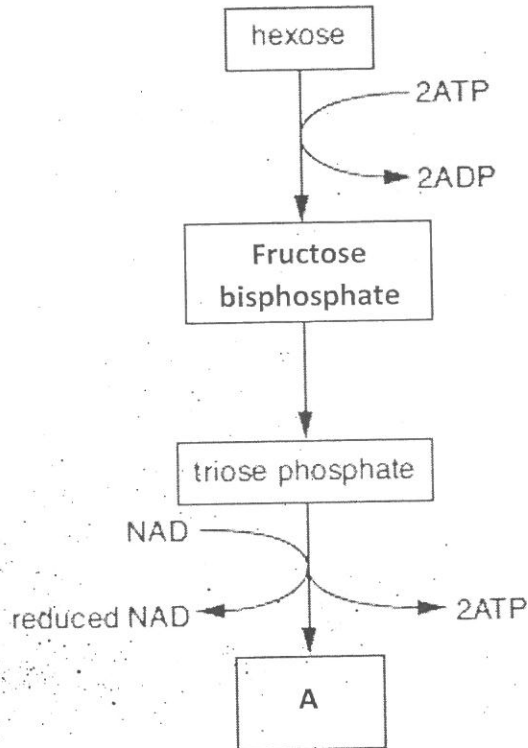 hexose
2ATP
2ADP
Fructose
bisphosphate
triose phosphate
NAD
reduced NAD
2ATP
A